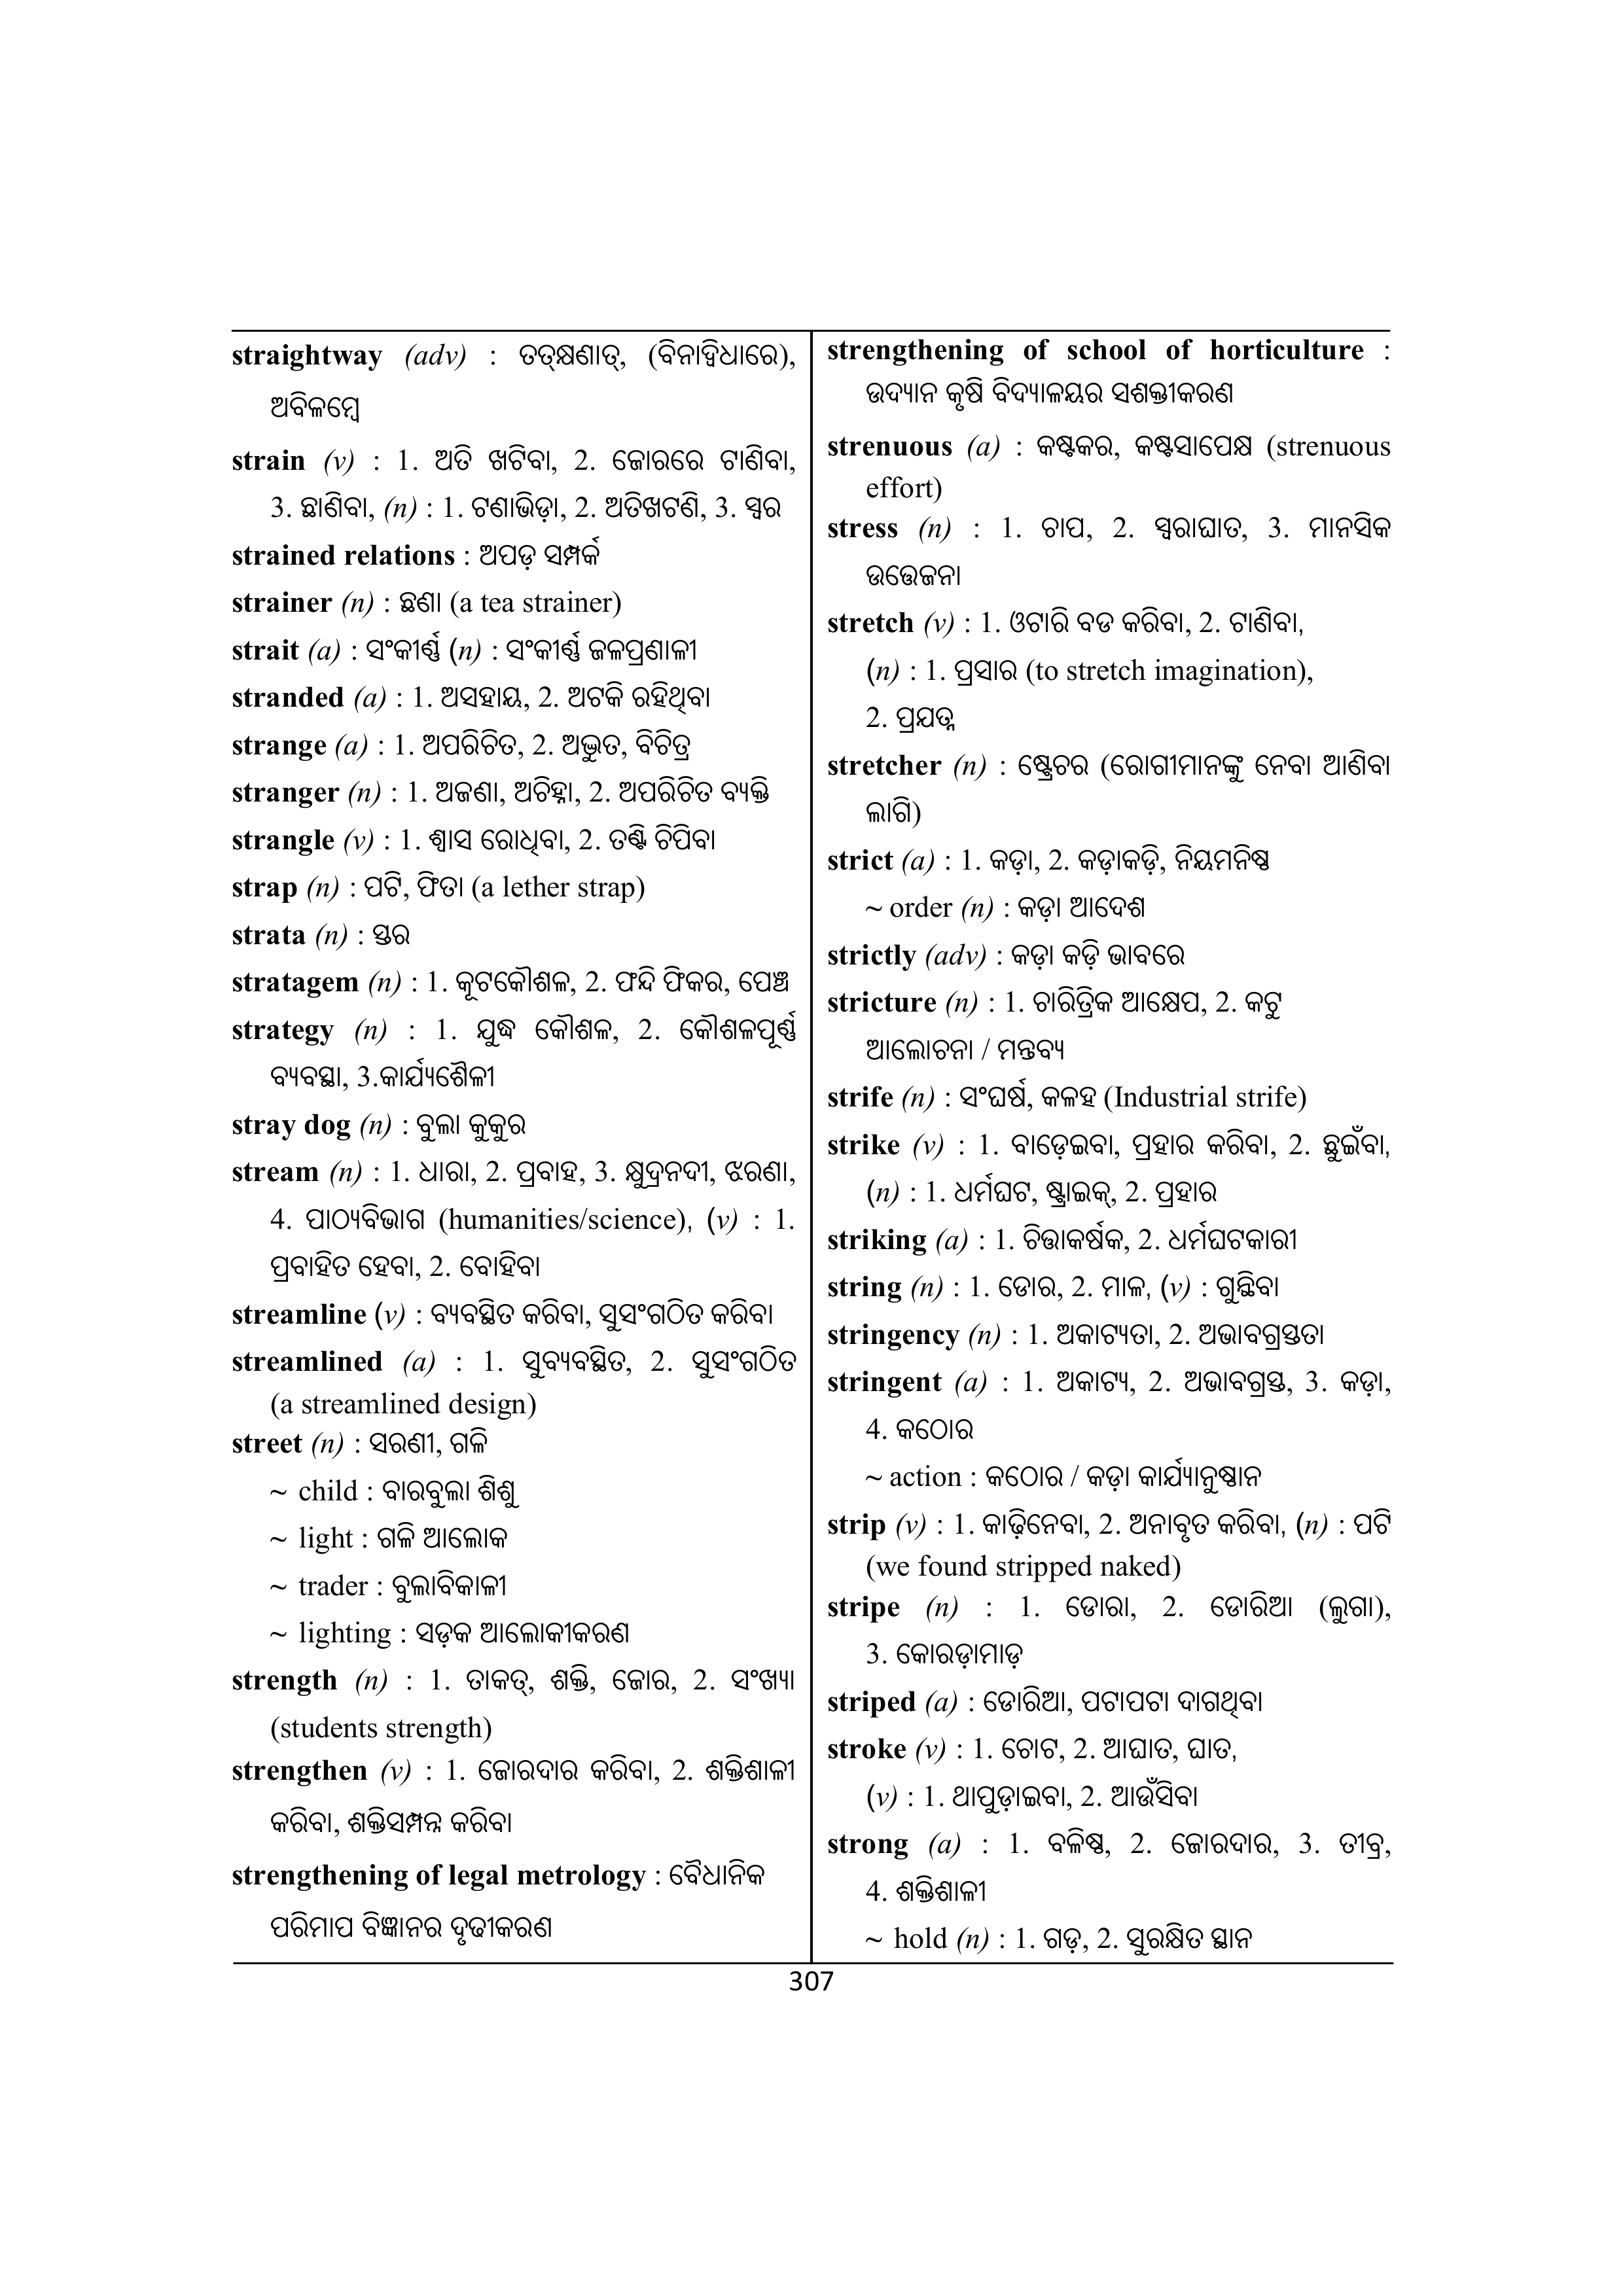 straightway (adv) : ତତ୍‌କ୍ଷଣାତ୍, (ବିନାଦ୍ୱିଧାରେ),
ଅବିଳମ୍ବେ
strain (v) : 1. ଅତି ଖଟିବା, 2. ଜୋରରେ ଟାଣିବା,
3. ଛାଣିବା, (n) : 1. ଟଣାଭିଡ଼ା, 2. ଅତିଖଟଣି, 3. ସ୍ୱର
strained relations : ଅପଡ଼ ସମ୍ପର୍କ
strainer (n) : ଛଣା (a tea strainer)
strait (a) : ସଂକୀର୍ଣ୍ଣ (n) : ସଂକୀର୍ଣ୍ଣ ଜଳପ୍ରଣାଳୀ
stranded (a) : 1. ଅସହାୟ, 2. ଅଟକି ରହିଥିବା
strange (a) : 1. ଅପରିଚିତ, 2. ଅଦ୍ଭୁତ, ବିଚିତ୍ର
stranger (n) : 1. ଅଜଣା, ଅଚିହ୍ନା, 2. ଅପରିଚିତ ବ୍ୟକ୍ତି
strangle (v) : 1. ଶ୍ୱାସ ରୋଧିବା, 2. ତଣ୍ଟି ଚିପିବା
strap (n) : ପଟି, ଫିତା (a lether strap)
strata (n) : ସ୍ତର
stratagem (n) : 1. କୂଟକୌଶଳ, 2. ଫନ୍ଦି ଫିକର, ପେଞ୍ଚ
strategy (n) : 1. ଯୁଦ୍ଧ କୌଶଳ, 2. କୌଶଳପୂର୍ଣ୍ଣ
ବ୍ୟବସ୍ଥା, 3.କାର୍ଯ୍ୟଶୈଳୀ
stray dog (n) : ବୁଲା କୁକୁର
stream (n) : 1. ଧାରା, 2. ପ୍ରବାହ, 3. କ୍ଷୁଦ୍ରନଦୀ, ଝରଣା,
4. ପାଠ୍ୟବିଭାଗ (humanities/science), (v) : 1.
ପ୍ରବାହିତ ହେବା, 2. ବୋହିବା
streamline (v) : ବ୍ୟବସ୍ଥିତ କରିବା, ସୁସଂଗଠିତ କରିବା
streamlined (a) : 1. ସୁବ୍ୟବସ୍ଥିତ, 2. ସୁସଂଗଠିତ
(a streamlined design)
street (n) : ସରଣୀ, ଗଳି
~ child : ବାରବୁଲା ଶିଶୁ
~ light : ଗଳି ଆଲୋକ
~ trader : ବୁଲାବିକାଳୀ
~ lighting : ସଡ଼କ ଆଲୋକୀକରଣ
strength (n) : 1. ତାକତ୍, ଶକ୍ତି, ଜୋର, 2. ସଂଖ୍ୟା
(students strength)
strengthen (v) : 1. ଜୋରଦାର କରିବା, 2. ଶକ୍ତିଶାଳୀ
କରିବା, ଶକ୍ତିସମ୍ପନ୍ନ କରିବା
strengthening of legal metrology : ବୈଧାନିକ
ପରିମାପ ବିଜ୍ଞାନର ଦୃଢୀକରଣ
strengthening of school of horticulture :
ଉଦ୍ୟାନ କୃଷି ବିଦ୍ୟାଳୟର ସଶକ୍ତୀକରଣ
strenuous (a) : କଷ୍ଟକର, କଷ୍ଟସାପେକ୍ଷ (strenuous
effort)
stress (n) : 1. ଚାପ, 2. ସ୍ୱରାଘାତ, 3. ମାନସିକ
ଉତ୍ତେଜନା
stretch (v) : 1. ଓଟାରି ବଡ କରିବା, 2. ଟାଣିବା,
(n) : 1. ପ୍ରସାର (to stretch imagination),
2. ପ୍ରଯତ୍ନ
stretcher (n) : ଷ୍ଟ୍ରେଚର (ରୋଗୀମାନଙ୍କୁ ନେବା ଆଣିବା
ଲାଗି)
strict (a) : 1. କଡ଼ା, 2. କଡ଼ାକଡ଼ି, ନିୟମନିଷ୍ଠ
~ order (n) : କଡ଼ା ଆଦେଶ
strictly (adv) : କଡ଼ା କଡ଼ି ଭାବରେ
stricture (n) : 1. ଚାରିତ୍ରିକ ଆକ୍ଷେପ, 2. କଟୁ
ଆଲୋଚନା / ମନ୍ତବ୍ୟ
strife (n) : ସଂଘର୍ଷ, କଳହ (Industrial strife)
strike (v) : 1. ବାଡ଼େଇବା, ପ୍ରହାର କରିବା, 2. ଛୁଇଁବା,
(n) : 1. ଧର୍ମଘଟ, ଷ୍ଟ୍ରାଇକ୍, 2. ପ୍ରହାର
striking (a) : 1. ଚିତ୍ତାକର୍ଷକ, 2. ଧର୍ମଘଟକାରୀ
string (n) : 1. ଡୋର, 2. ମାଳ, (v) : ଗୁନ୍ଥିବା
stringency (n) : 1. ଅକାଟ୍ୟତା, 2. ଅଭାବଗ୍ରସ୍ତତା
stringent (a) : 1. ଅକାଟ୍ୟ, 2. ଅଭାବଗ୍ରସ୍ତ, 3. କଡ଼ା,
4. କଠୋର
~ action : କଠୋର / କଡ଼ା କାର୍ଯ୍ୟାନୁଷ୍ଠାନ
strip (v) : 1. କାଢ଼ିନେବା, 2. ଅନାବୃତ କରିବା, (n) : ପଟି
(we found stripped naked)
stripe (n) : 1. ଡୋରା, 2. ଡୋରିଆ (ଲୁଗା),
3. କୋରଡ଼ାମାଡ଼
striped (a) : ଡୋରିଆ, ପଟାପଟା ଦାଗଥିବା
stroke (v) : 1. ଚୋଟ, 2. ଆଘାତ, ଘାତ,
(v) : 1. ଥାପୁଡ଼ାଇବା, 2. ଆଉଁସିବା
strong (a) : 1. ବଳିଷ୍ଠ, 2. ଜୋରଦାର, 3. ତୀବ୍ର,
4. ଶକ୍ତିଶାଳୀ
~ hold (n) : 1. ଗଡ଼, 2. ସୁରକ୍ଷିତ ସ୍ଥାନ
307